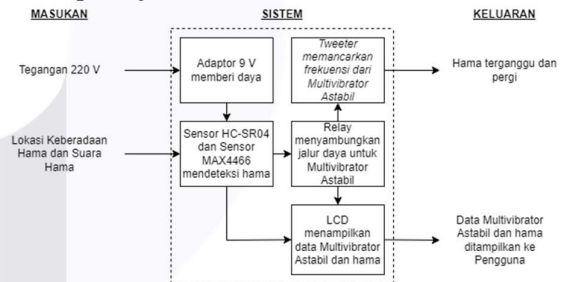 MASUKAN
SISTEM
KELUARAN
Tegangan 220 V
Adaptor 9 V
memberi daya
Tweeter
memancarkan
frekuensi dari
Multivibrator
Astabil
Hama terganggu dan
pergi
Lokasi Keberadaan
Hama dan Suara
Hama
Sensor HC-SR04
dan Sensor
MAX4466
mendeteksi hama
Relay
menyambungkan
jalur daya untuk
Multivibrator
Astabil
LCD
menampilkan
data Multivibrator
Astabil dan hama
Data Multivibrator
Astabil dan hama
ditampilkan ke
Pengguna